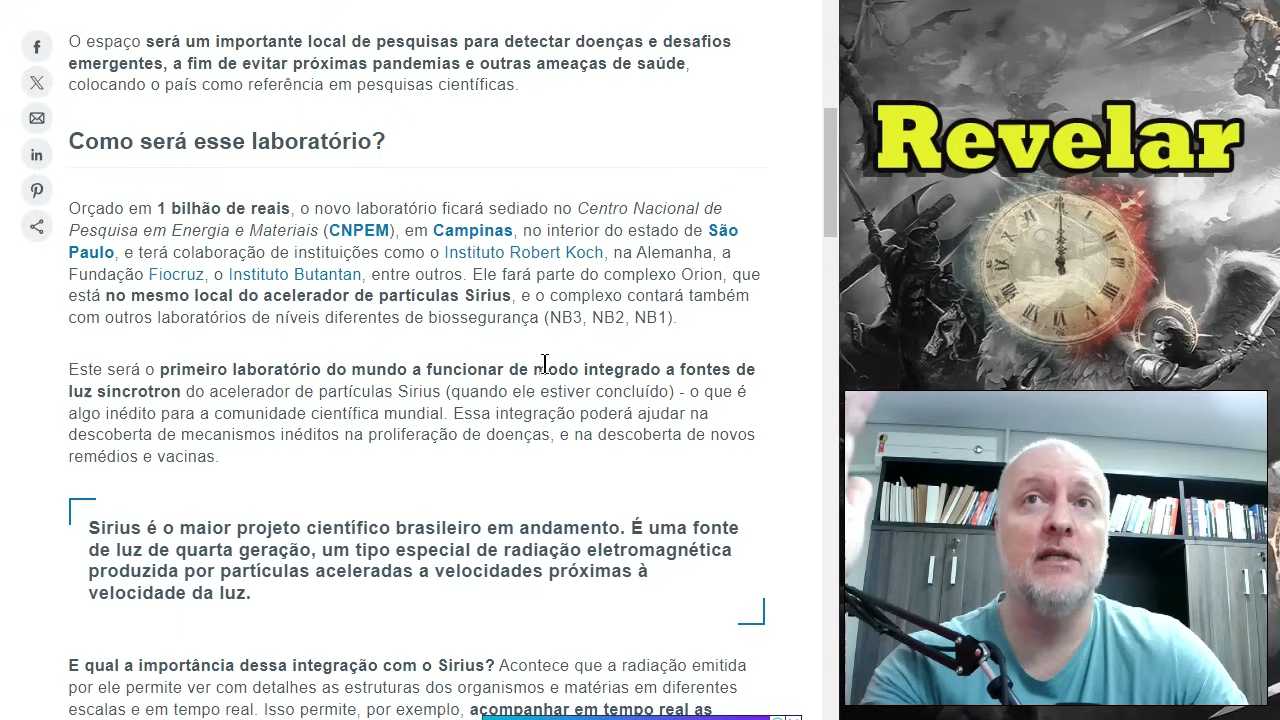 O espaço será um importante local de pesquisas para detectar doenças e desafios
emergentes, a fim de evitar próximas pandemias e outras ameaças de saúde,
colocando o país como referência em pesquisas científicas.
Como será esse laboratório?
Orçado em 1 bilhão de reais, o novo laboratório ficará sediado no Centro Nacional de
Pesquisa em Energia e Materiais (CNPEM), em Campinas, no interior do estado de São
Paulo, e terá colaboração de instituições como o Instituto Robert Koch, na Alemanha, a
Fundação Fiocruz, o Instituto Butantan, entre outros. Ele fará parte do complexo Orion, que
está no mesmo local do acelerador de partículas Sirius, e o complexo contará também
com outros laboratórios de níveis diferentes de biossegurança (NB3, NB2, NB1).
Este será o primeiro laboratório do mundo a funcionar de modo integrado a fontes de
luz síncrotron do acelerador de partículas Sirius (quando ele estiver concluído) - o que é
algo inédito para a comunidade científica mundial. Essa integração poderá ajudar na
descoberta de mecanismos inéditos na proliferação de doenças, e na descoberta de novos
remédios e vacinas.
Sirius é o maior projeto científico brasileiro em andamento. É uma fonte
de luz de quarta geração, um tipo especial de radiação eletromagnética
produzida por partículas aceleradas a velocidades próximas à
velocidade da luz.
E qual a importância dessa integração com o Sirius? Acontece que a radiação emitida
por ele permite ver com detalhes as estruturas dos organismos e matérias em diferentes
escalas e em tempo real. Isso permite, por exemplo, acompanhar em tempo real as
Revelar